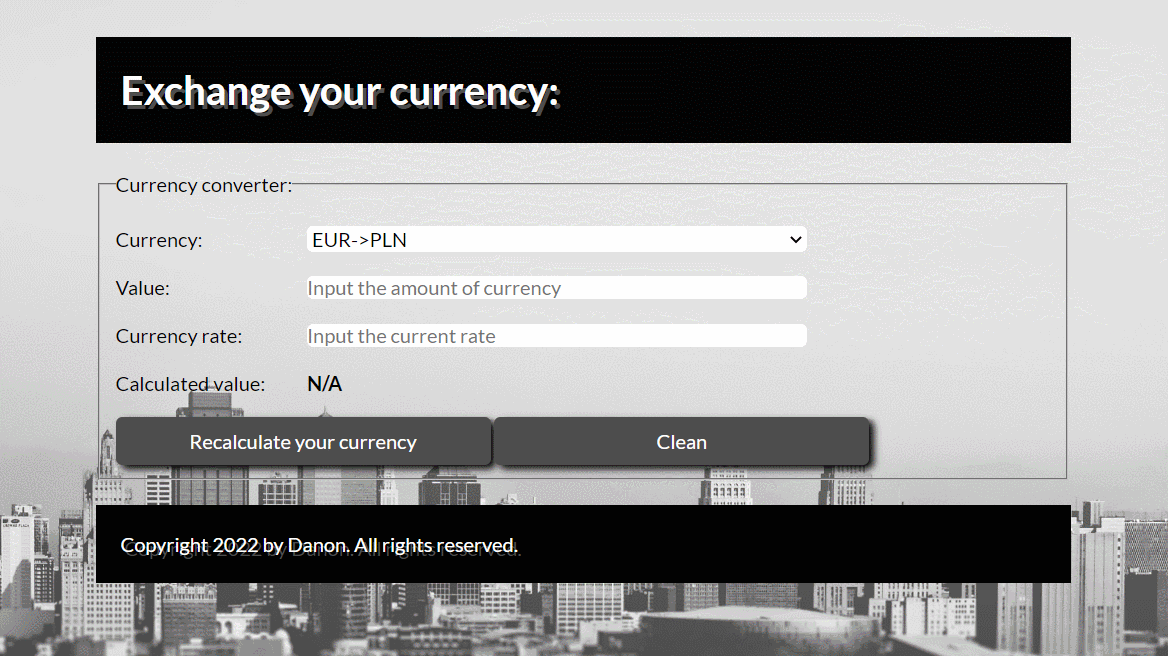 Exchange your currency:
Currency converter:
Currency: EUR->PLN
Value: Input the amount of currency
Currency rate: Input the current rate
Calculated value: N/A
Recalculate your currency Clean
Copyright 2022 by Danon. All rights reserved.